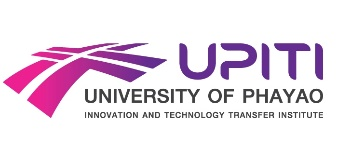 UPITI
UNIVERSITY OF PHAYAO
INNOVATION AND TECHNOLOGY TRANSFER INSTITUTE